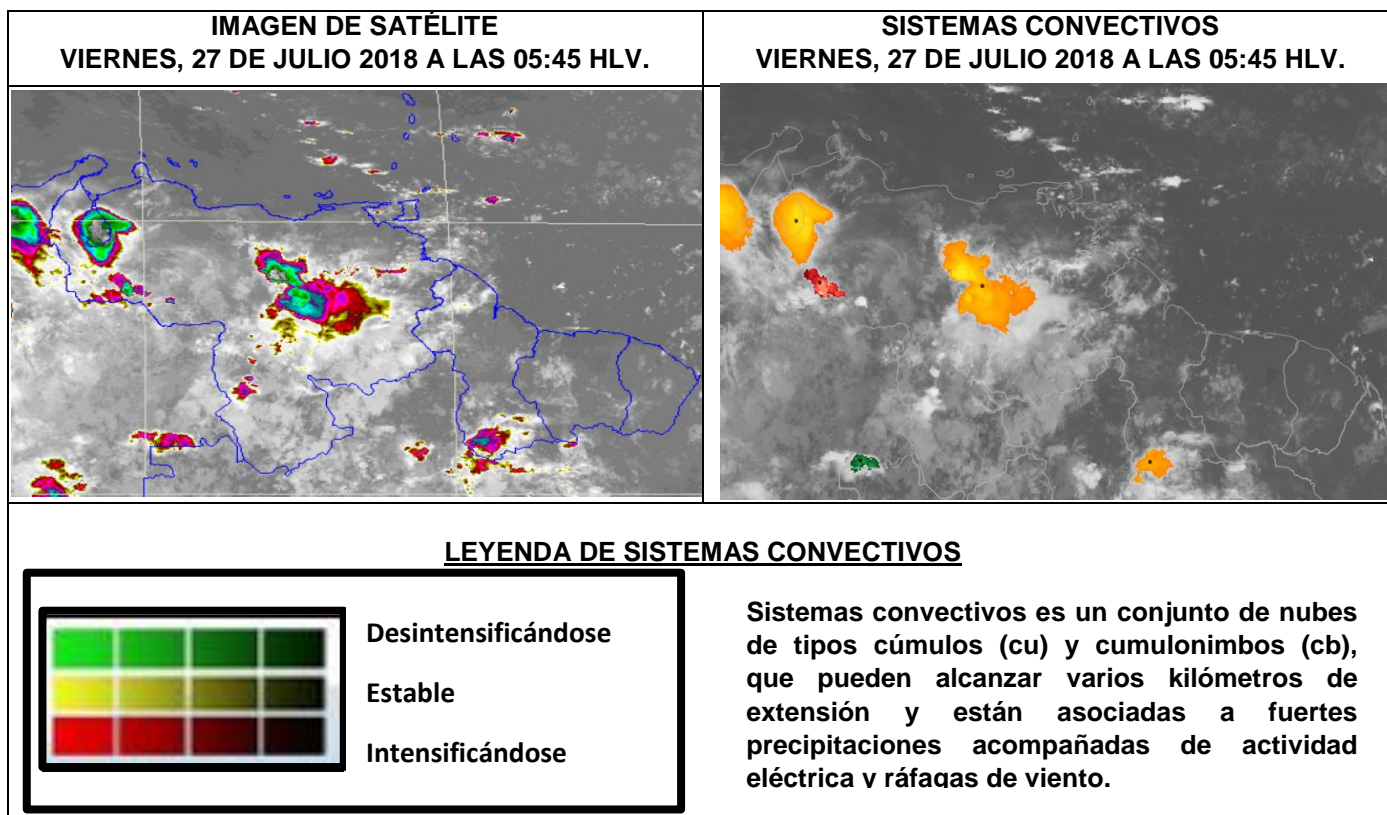 IMAGEN DE SATÉLITE
VIERNES, 27 DE JULIO 2018 A LAS 05:45 HLV.
SISTEMAS CONVECTIVOS
VIERNES, 27 DE JULIO 2018 A LAS 05:45 HLV.
LEYENDA DE SISTEMAS CONVECTIVOS
Desintensificándose
Estable
Intensificándose
Sistemas convectivos es un conjunto de nubes
de tipos cúmulos (cu) y cumulonimbos (cb),
que pueden alcanzar varios kilómetros de
extensión y están asociadas a fuertes
precipitaciones acompañadas de actividad
eléctrica y ráfagas de viento.